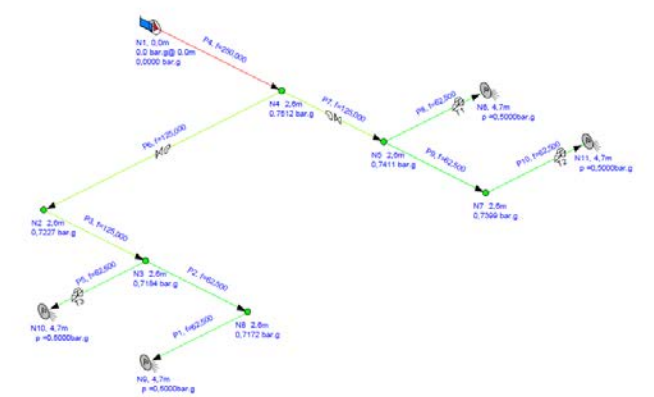 N1, 0,0m
0,0 bar.g@ 0,0m
0,0000 bar.g
P4, f=250,000
N4 2,6m
0,7512 bar.g
P7, f=125,000
P8, f=62,500
N6, 4,7m
p =0,5000bar.g
T1
N5 2,6m
0,7411 bar.g
P9, f=62,500
P10, f=62,500
N11, 4,7m
p =0,5000bar.g
T2
N7 2,6m
0,7399 bar.g
P6, f=125,000
N2 2,6m
0,7227 bar.g
P3, f=125,000
N3 2,6m
0,7184 bar.g
P5, f=62,500
N10, 4,7m
p =0,5000bar.g
P2, f=62,500
N8 2,6m
0,7172 bar.g
P1, f=62,500
N9, 4,7m
p =0,5000bar.g